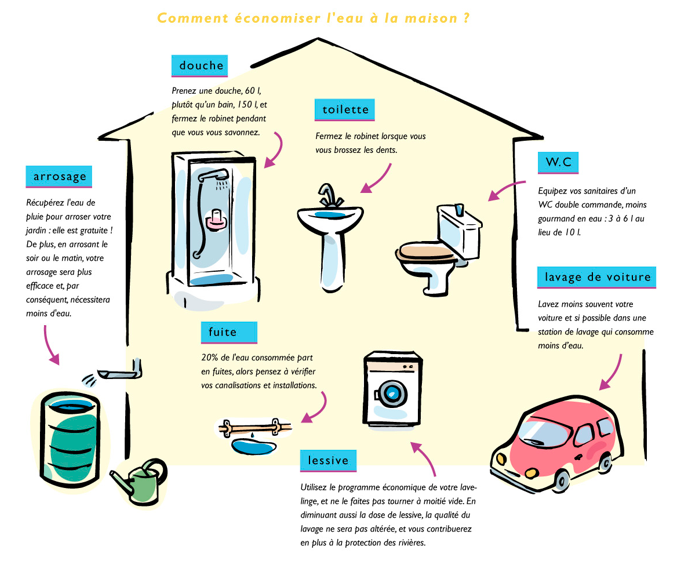 Comment économiser l'eau à la maison ?
douche
Prenez une douche, 60 l,
plutôt qu'un bain, 150 l, et
fermez le robinet pendant
que vous vous savonnez.
toilette
Fermez le robinet lorsque vous
vous brossez les dents.
W.C
Equipez vos sanitaires d'un
WC double commande, moins
gourmand en eau : 3 à 6 l au
lieu de 10 l.
arrosage
Récupérez l'eau de
pluie pour arroser votre
jardin : elle est gratuite !
De plus, en arrosant le
soir ou le matin, votre
arrosage sera plus
efficace et, par
conséquent, nécessitera
moins d'eau.
lavage de voiture
Lavez moins souvent votre
voiture et si possible dans une
station de lavage qui consomme
moins d'eau.
fuite
20% de l'eau consommée part
en fuites, alors pensez à vérifier
vos canalisations et installations.
lessive
Utilisez le programme économique de votre lave-
linge, et ne le faites pas tourner à moitié vide. En
diminuant aussi la dose de lessive, la qualité du
lavage ne sera pas altérée, et vous contribuerez
en plus à la protection des rivières.